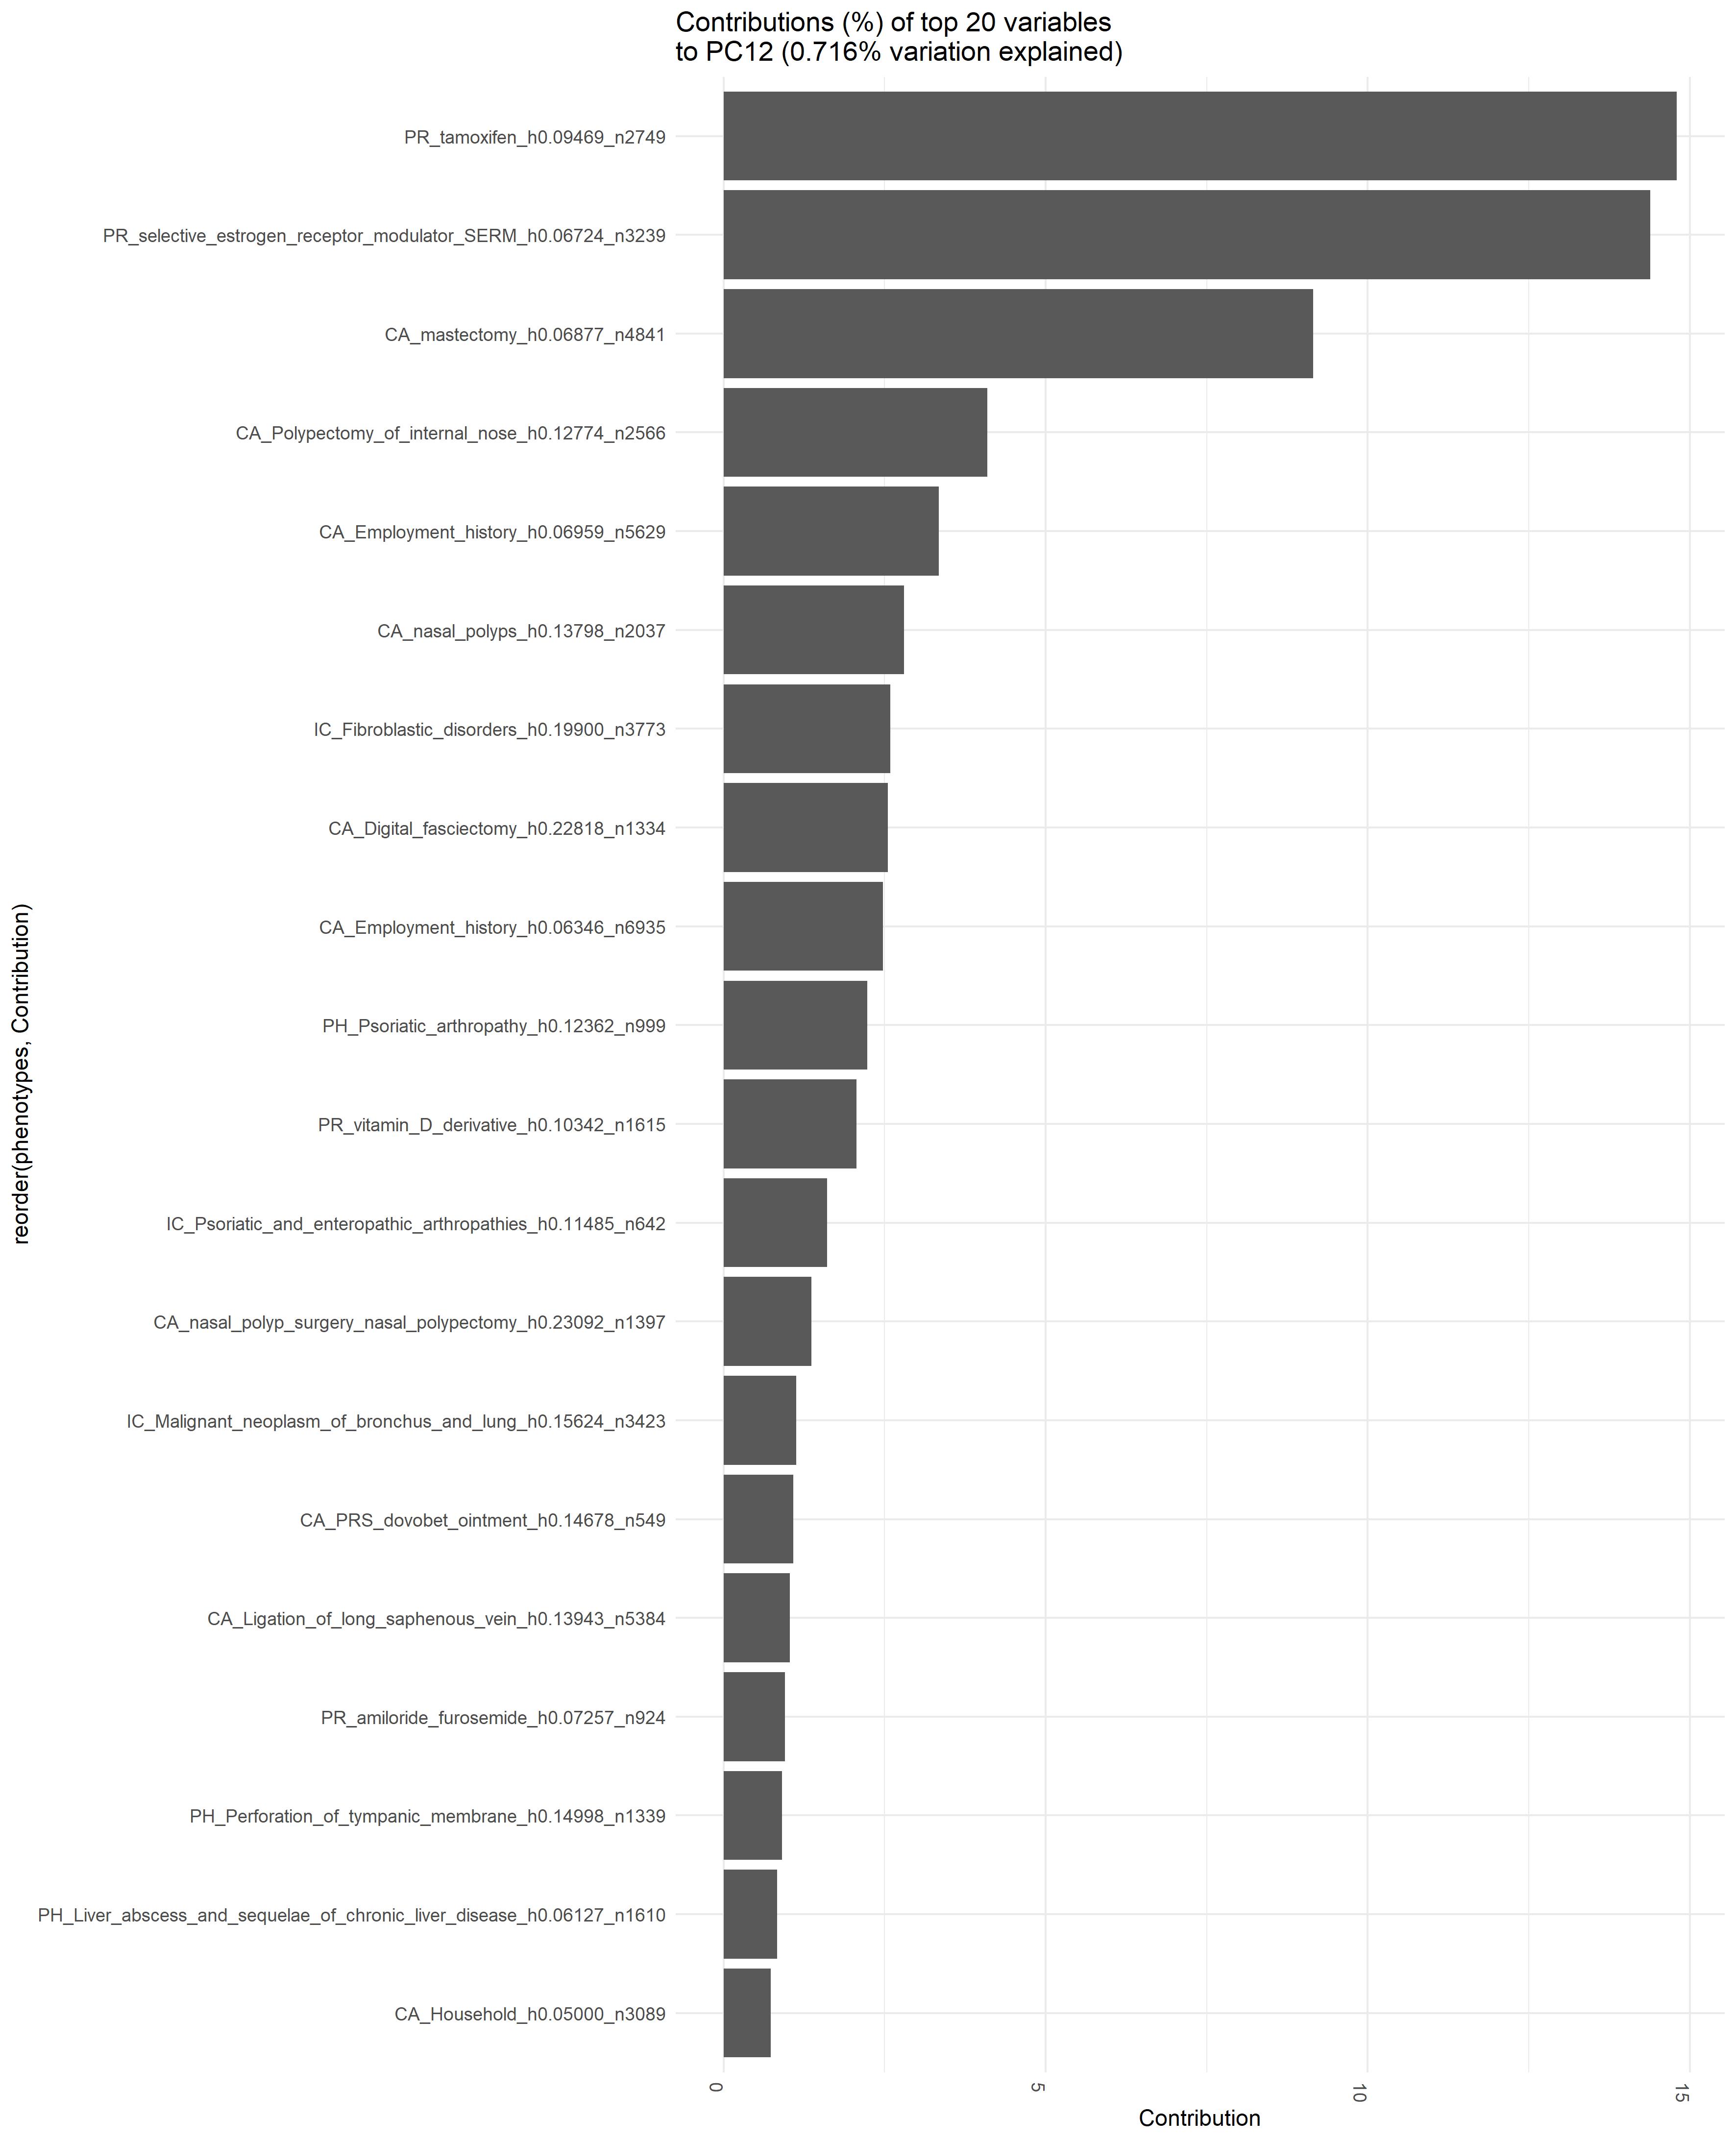 Contributions (%) of top 20 variables
to PC12 (0.716% variation explained)
PR_tamoxifen_h0.09469_n2749
PR_selective_estrogen_receptor_modulator_SERM_h0.06724_n3239
CA_mastectomy_h0.06877_n4841
CA_Polypectomy_of_internal_nose_h0.12774_n2566
CA_Employment_history_h0.06959_n5629
CA_nasal_polyps_h0.13798_n2037
IC_Fibroblastic_disorders_h0.19900_n3773
CA_Digital_fasciectomy_h0.22818_n1334
CA_Employment_history_h0.06346_n6935
PH_Psoriatic_arthropathy_h0.12362_n999
PR_vitamin_D_derivative_h0.10342_n1615
IC_Psoriatic_and_enteropathic_arthropathies_h0.11485_n642
CA_nasal_polyp_surgery_nasal_polypectomy_h0.23092_n1397
IC_Malignant_neoplasm_of_bronchus_and_lung_h0.15624_n3423
CA_PRS_dovobet_ointment_h0.14678_n549
CA_Ligation_of_long_saphenous_vein_h0.13943_n5384
PR_amiloride_furosemide_h0.07257_n924
PH_Perforation_of_tympanic_membrane_h0.14998_n1339
PH_Liver_abscess_and_sequelae_of_chronic_liver_disease_h0.06127_n1610
CA_Household_h0.05000_n3089
reorder(phenotypes, Contribution)
0 5 10 15
Contribution